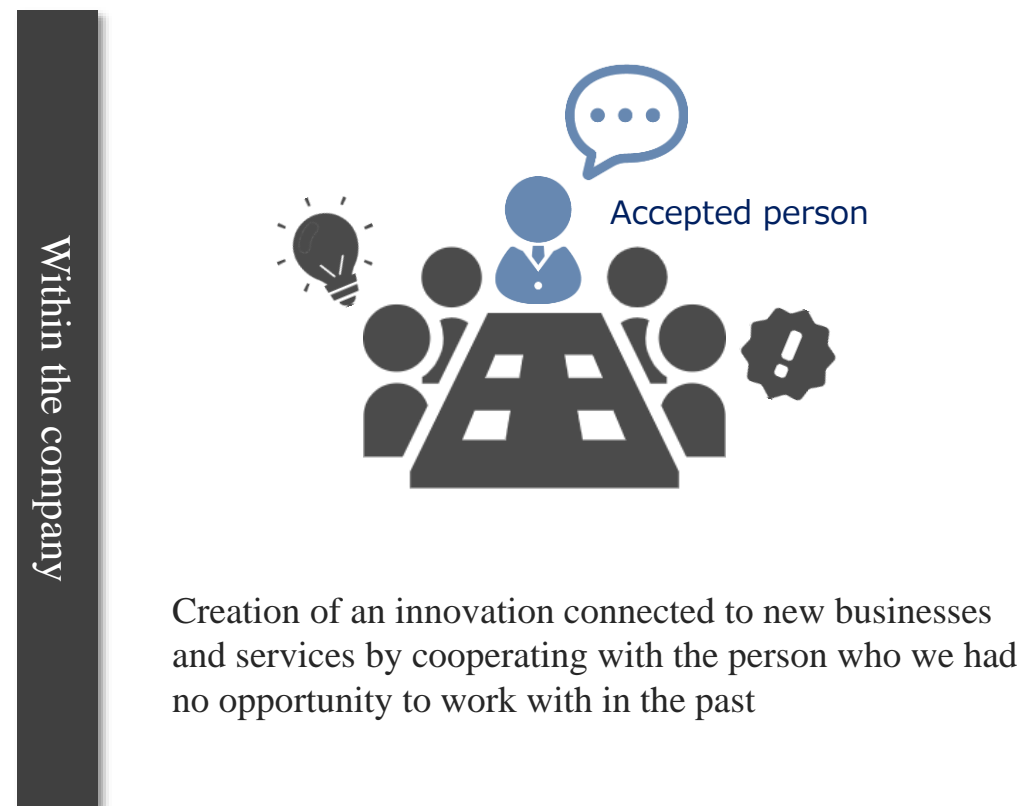 Within the company
Accepted person
Creation of an innovation connected to new businesses
and services by cooperating with the person who we had
no opportunity to work with in the past